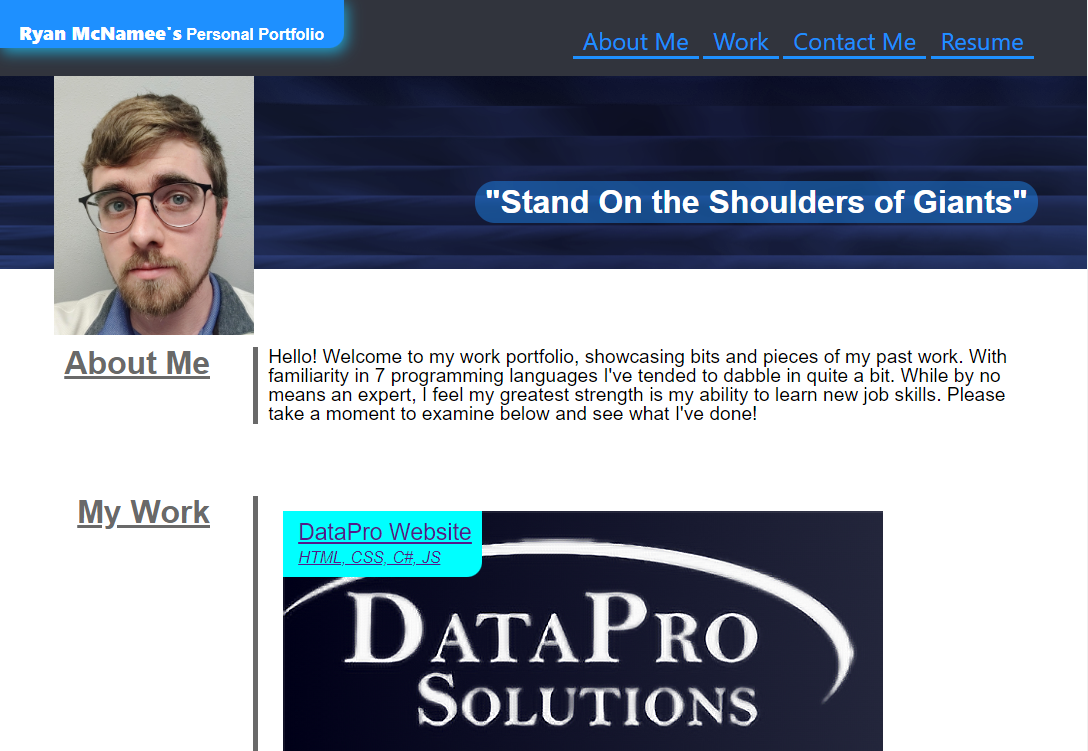 Ryan McNamee's Personal Portfolio
About Me Work Contact Me Resume
"Stand On the Shoulders of Giants"
About Me
Hello! Welcome to my work portfolio, showcasing bits and pieces of my past work. With
familiarity in 7 programming languages I've tended to dabble in quite a bit. While by no
means an expert, I feel my greatest strength is my ability to learn new job skills. Please
take a moment to examine below and see what I've done!
My Work
DataPro Website
HTML, CSS, C#, JS
DATAPRO
SOLUTIONS